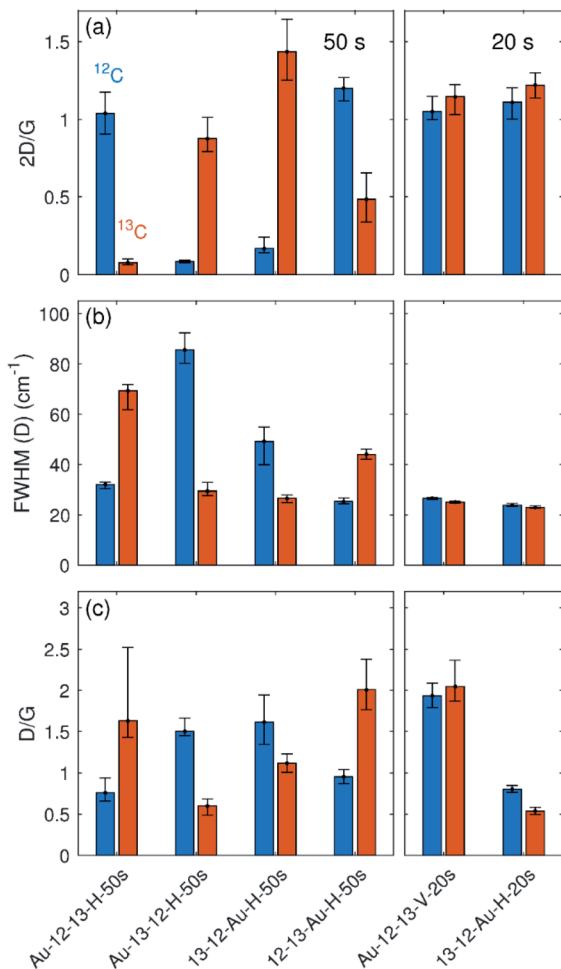 (a)
50 s
20 s
¹²C
¹³C
2D/G
1.5
1
0.5
0
(b)
FWHM (D) (cm⁻¹)
100
80
60
40
20
0
(c)
D/G
3
2.5
2
1.5
1
0.5
0
Au-12-13-H-50s
Au-13-12-H-50s
13-12-Au-H-50s
12-13-Au-H-50s
Au-12-13-V-20s
13-12-Au-H-20s